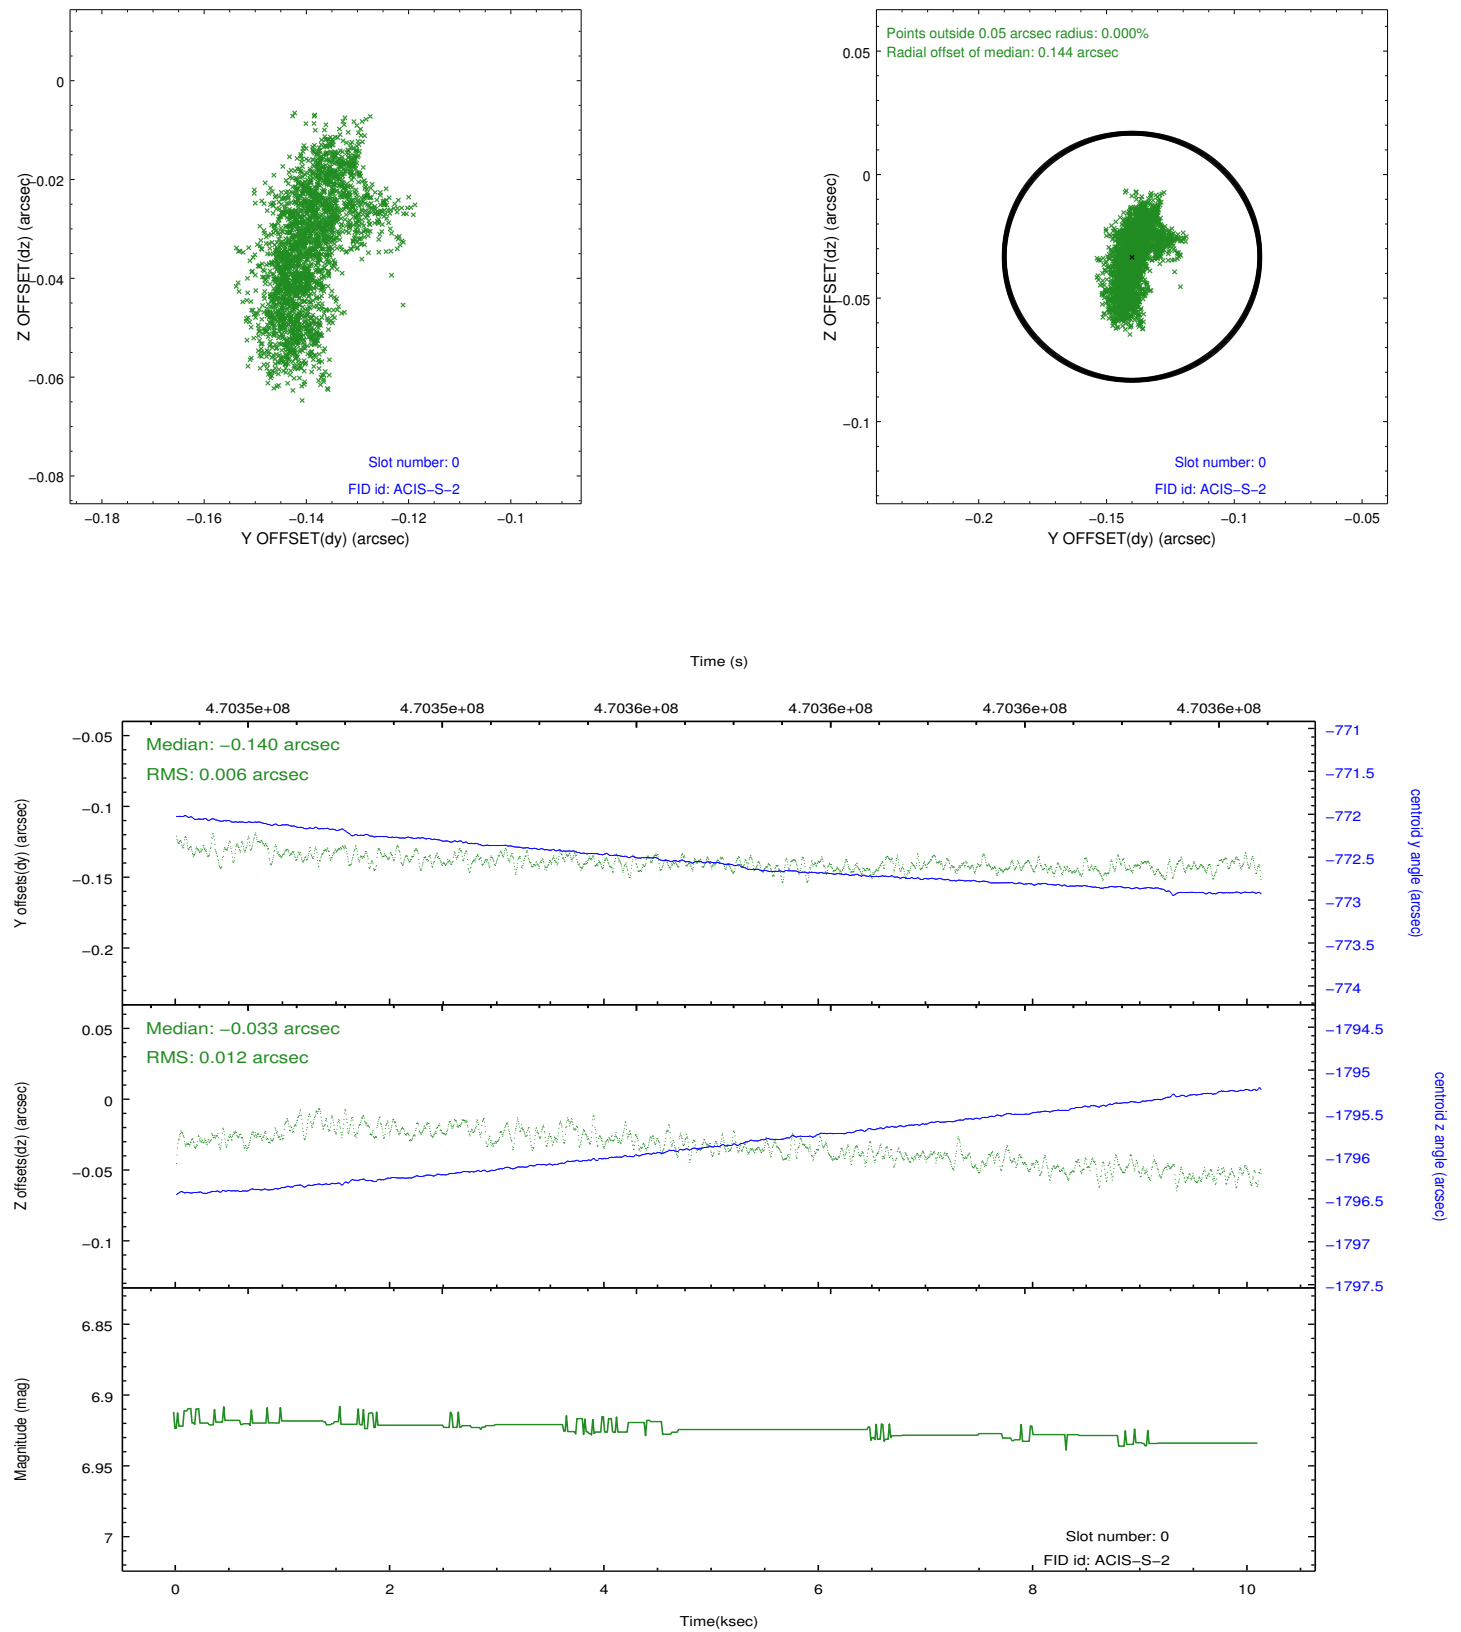 0
−0.02
−0.04
−0.06
−0.08
Z OFFSET(dz) (arcsec)
Slot number: 0
FID id: ACIS−S−2
−0.18 −0.16 −0.14 −0.12 −0.1
Y OFFSET(dy) (arcsec)
Points outside 0.05 arcsec radius: 0.000%
Radial offset of median: 0.144 arcsec
0.05
0
−0.05
−0.1
Z OFFSET(dz) (arcsec)
Slot number: 0
FID id: ACIS−S−2
−0.2 −0.15 −0.1 −0.05
Y OFFSET(dy) (arcsec)
Time (s)
4.7035e+08 4.7035e+08 4.7036e+08 4.7036e+08 4.7036e+08 4.7036e+08
Median: −0.140 arcsec
RMS: 0.006 arcsec
−0.05
−0.1
−0.15
−0.2
Y offsets(dy) (arcsec)
−771
−771.5
−772
−772.5
−773
−773.5
−774
centroid y angle (arcsec)
Median: −0.033 arcsec
RMS: 0.012 arcsec
0.05
0
−0.05
−0.1
Z offsets(dz) (arcsec)
−1794.5
−1795
−1795.5
−1796
−1796.5
−1797
−1797.5
centroid z angle (arcsec)
6.85
6.9
6.95
7
Magnitude (mag)
Slot number: 0
FID id: ACIS−S−2
0 2 4 6 8 10
Time(ksec)